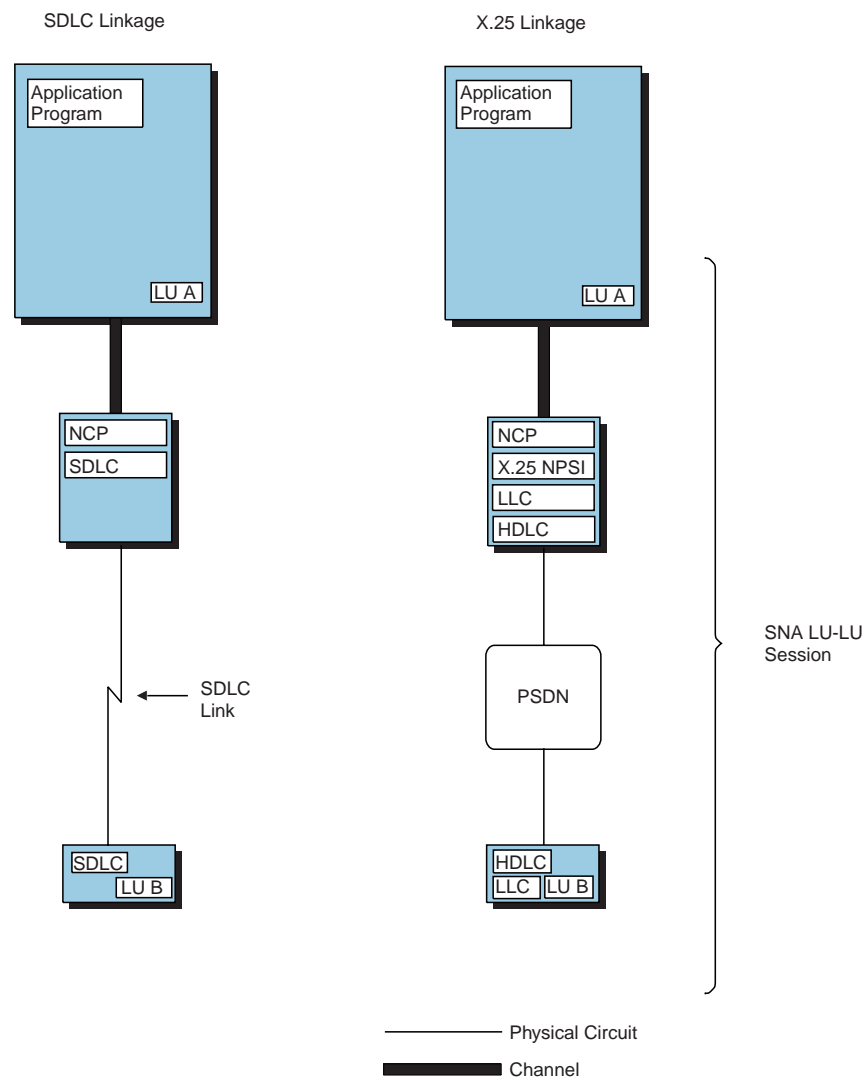 SDLC Linkage
X.25 Linkage
Application
Program
LU A
Application
Program
LU A
NCP
SDLC
NCP
X.25 NPSI
LLC
HDLC
SDLC
Link
PSDN
SNA LU-LU
Session
SDLC
LU B
HDLC
LLC
LU B
Physical Circuit
Channel